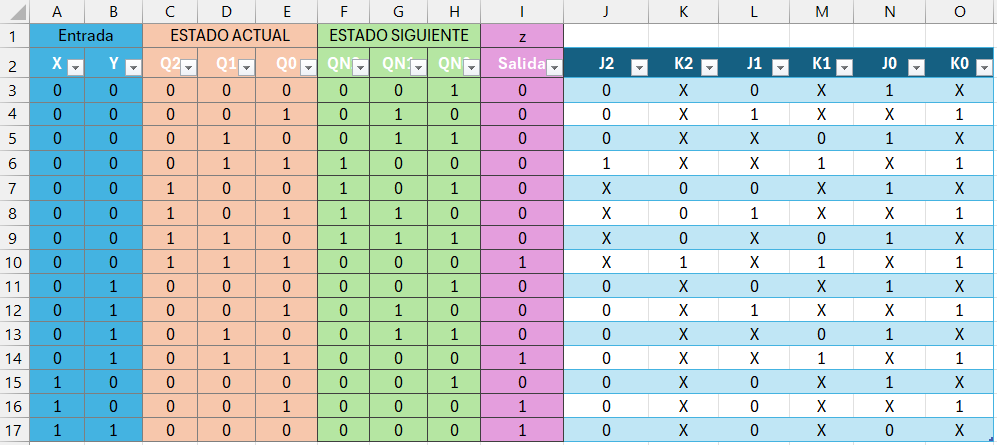 A B C D E F G H I J K L M N O
1 Entrada ESTADO ACTUAL ESTADO SIGUIENTE z
2 X Y Q2 Q1 Q0 QN QN QN Salida J2 K2 J1 K1 J0 K0
3 0 0 0 0 0 0 0 1 0 0 X 0 X 1 X
4 0 0 0 0 1 0 1 0 0 0 X 1 X X 1
5 0 0 0 1 0 0 1 1 0 0 X X 0 1 X
6 0 0 0 1 1 1 0 0 0 1 X X 1 X 1
7 0 0 1 0 0 1 0 1 0 X 0 0 X 1 X
8 0 0 1 0 1 1 1 0 0 X 0 1 X X 1
9 0 0 1 1 0 1 1 1 0 X 0 X 0 1 X
10 0 0 1 1 1 0 0 0 1 X 1 X 1 X 1
11 0 1 0 0 0 0 0 1 0 0 X 0 X 1 X
12 0 1 0 0 1 0 1 0 0 0 X 1 X X 1
13 0 1 0 1 0 0 1 1 0 0 X X 0 1 X
14 0 1 0 1 1 0 0 0 1 0 X X 1 X 1
15 1 0 0 0 0 0 0 1 0 0 X 0 X 1 X
16 1 0 0 0 1 0 0 0 1 0 X 0 X X 1
17 1 1 0 0 0 0 0 0 1 0 X 0 X 0 X